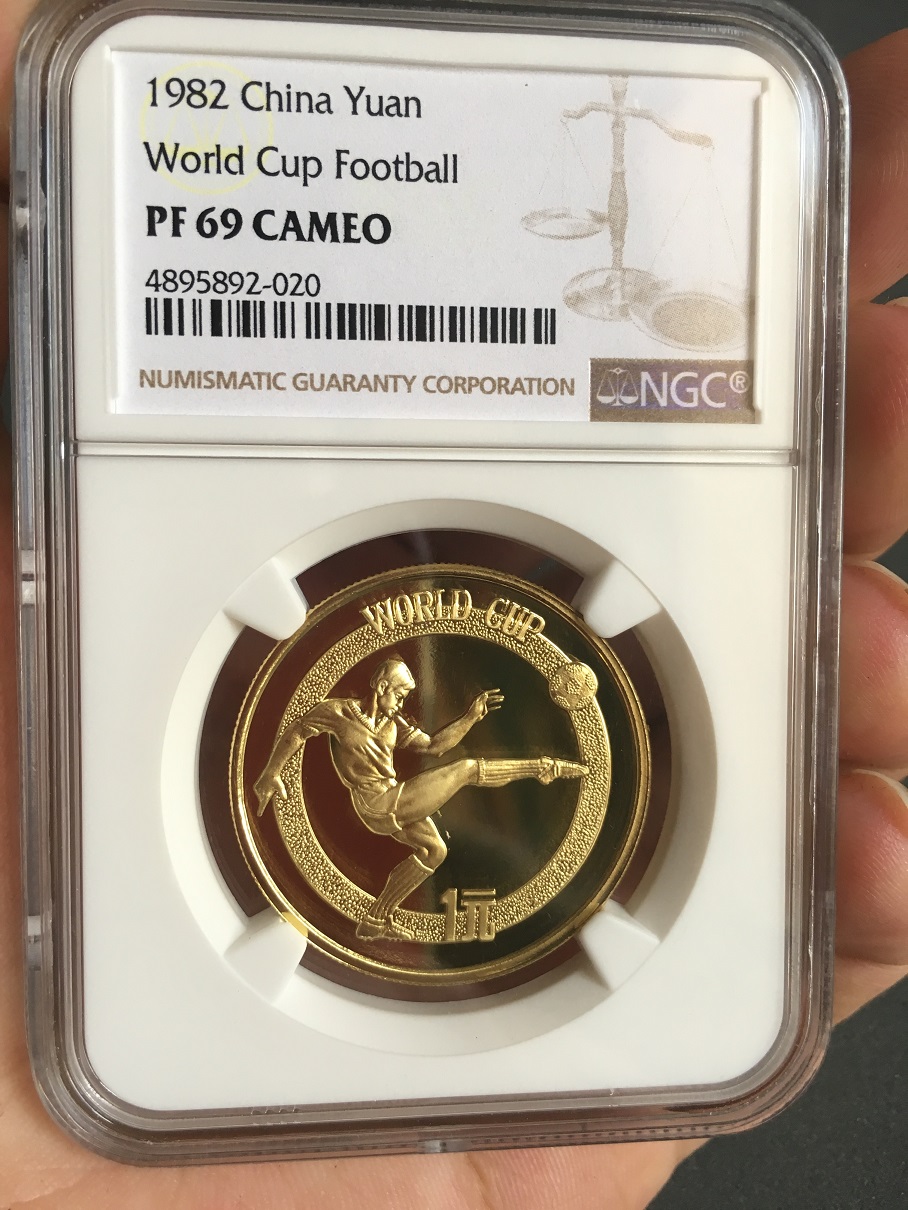 1982 China Yuan
World Cup Football
PF 69 CAMEO
4895892-020
NUMISMATIC GUARANTY CORPORATION
NGC®
WORLD CUP
1元